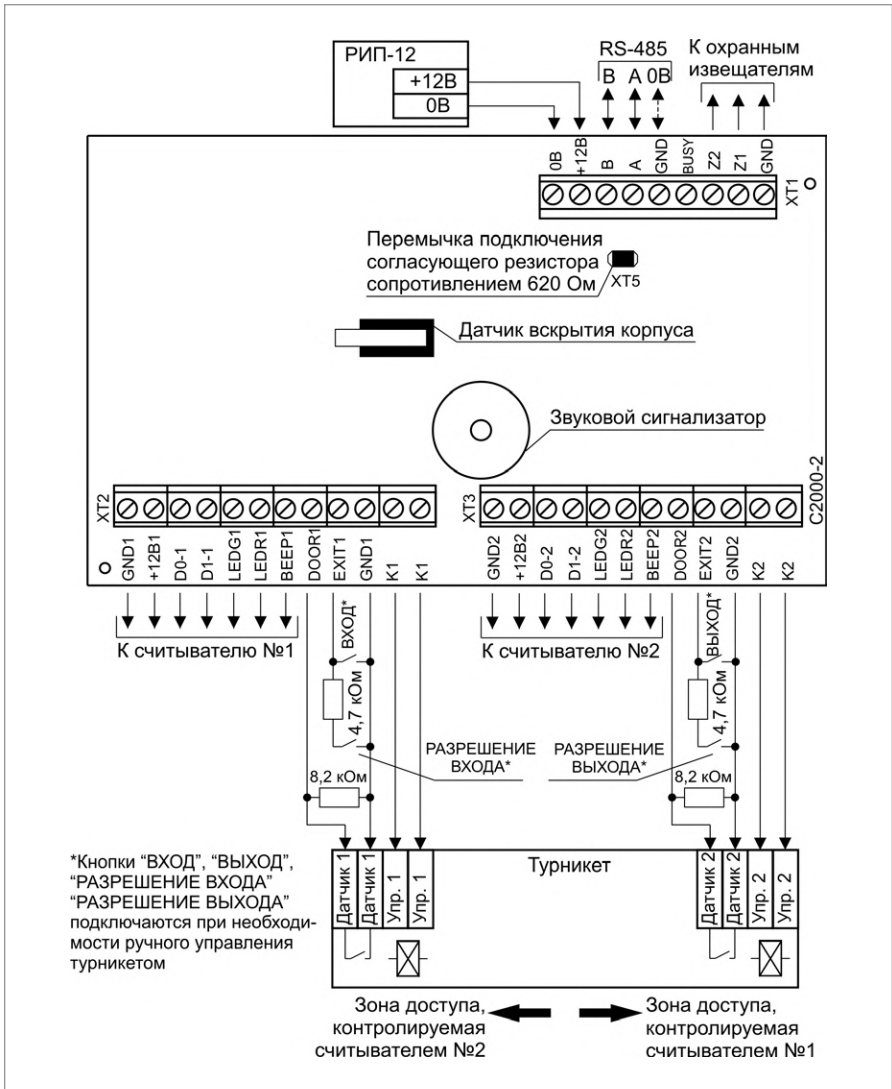 РИП-12
+12В
0В
RS-485
В А 0В
К охранным
извещателям
0В
+12В
В
А
GND
BUSY
Z2
Z1
GND
XT1
Перемычка подключения
согласующего резистора
сопротивлением 620 Ом
XT5
Датчик вскрытия корпуса
Звуковой сигнализатор
С2000-2
XT2
GND1
+12В1
D0-1
D1-1
LEDG1
LEDR1
BEEP1
DOOR1
EXIT1
GND1
K1
K1
XT3
GND2
+12В2
D0-2
D1-2
LEDG2
LEDR2
BEEP2
DOOR2
EXIT2
GND2
K2
K2
К считывателю №1
ВХОД*
4,7 кОм
К считывателю №2
ВЫХОД*
4,7 кОм
РАЗРЕШЕНИЕ
ВХОДА*
РАЗРЕШЕНИЕ
ВЫХОДА*
8,2 кОм
8,2 кОм
*Кнопки “ВХОД”, “ВЫХОД”,
“РАЗРЕШЕНИЕ ВХОДА”
“РАЗРЕШЕНИЕ ВЫХОДА”
подключаются при необходи-
мости ручного управления
турникетом
Датчик 1
Датчик 1
Упр. 1
Упр. 1
Турникет
Датчик 2
Датчик 2
Упр. 2
Упр. 2
Зона доступа,
контролируемая
считывателем №2
Зона доступа,
контролируемая
считывателем №1